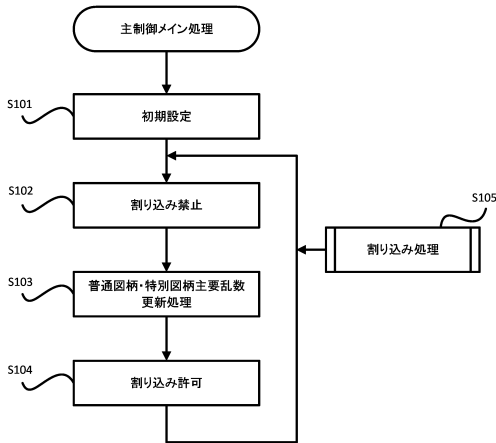 主制御メイン処理
S101
初期設定
S102
割り込み禁止
S105
割り込み処理
S103
普通図柄・特別図柄主要乱数
更新処理
S104
割り込み許可